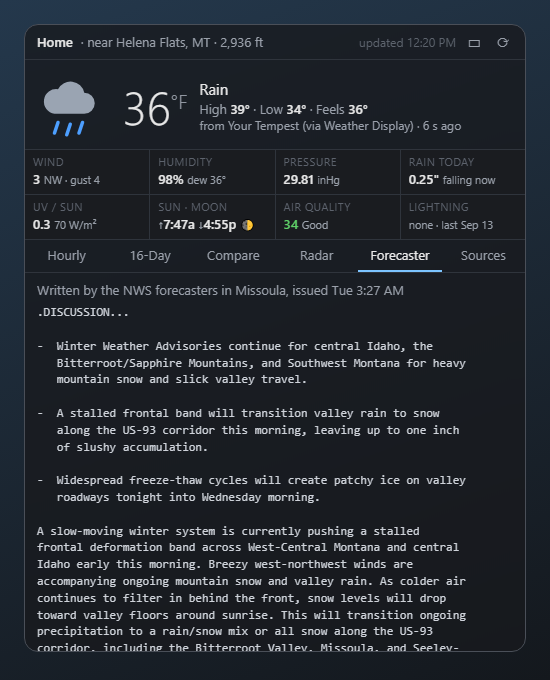 Home · near Helena Flats, MT · 2,936 ft updated 12:20 PM
36°F
Rain
High 39° · Low 34° · Feels 36°
from Your Tempest (via Weather Display) · 6 s ago
WIND
3 NW · gust 4
HUMIDITY
98% dew 36°
PRESSURE
29.81 inHg
RAIN TODAY
0.25" falling now
UV / SUN
0.3 70 W/m²
SUN · MOON
↑7:47a ↓4:55p
AIR QUALITY
34 Good
LIGHTNING
none · last Sep 13
Hourly 16-Day Compare Radar Forecaster Sources
Written by the NWS forecasters in Missoula, issued Tue 3:27 AM
.DISCUSSION...
- Winter Weather Advisories continue for central Idaho, the
Bitterroot/Sapphire Mountains, and Southwest Montana for heavy
mountain snow and slick valley travel.
- A stalled frontal band will transition valley rain to snow
along the US-93 corridor this morning, leaving up to one inch
of slushy accumulation.
- Widespread freeze-thaw cycles will create patchy ice on valley
roadways tonight into Wednesday morning.
A slow-moving winter system is currently pushing a stalled
frontal deformation band across West-Central Montana and central
Idaho early this morning. Breezy west-northwest winds are
accompanying ongoing mountain snow and valley rain. As colder air
continues to filter in behind the front, snow levels will drop
toward valley floors around sunrise. This will transition ongoing
precipitation to a rain/snow mix or all snow along the US-93
corridor, including the Bitterroot Valley, Missoula, and Seeley-